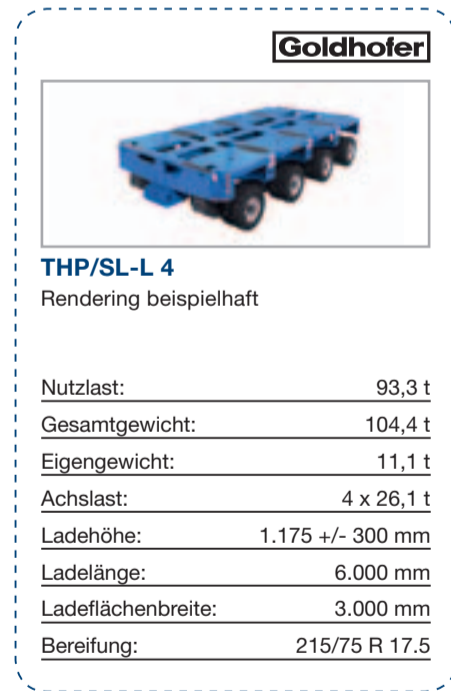 Goldhofer
THP/SL-L 4
Rendering beispielhaft
Nutzlast: 93,3 t
Gesamtgewicht: 104,4 t
Eigengewicht: 11,1 t
Achslast: 4 x 26,1 t
Ladehöhe: 1.175 +/- 300 mm
Ladelänge: 6.000 mm
Ladeflächenbreite: 3.000 mm
Bereifung: 215/75 R 17.5